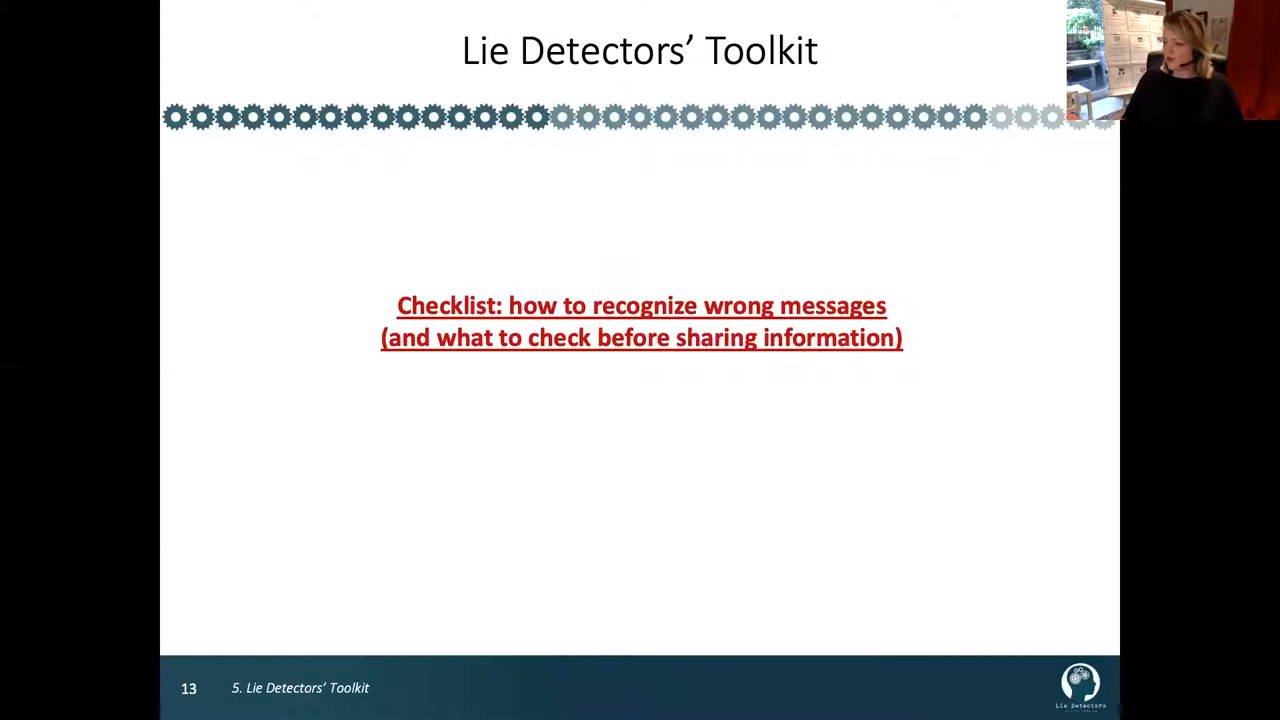 Lie Detectors’ Toolkit
Checklist: how to recognize wrong messages
(and what to check before sharing information)
13
5. Lie Detectors’ Toolkit
Lie Detectors